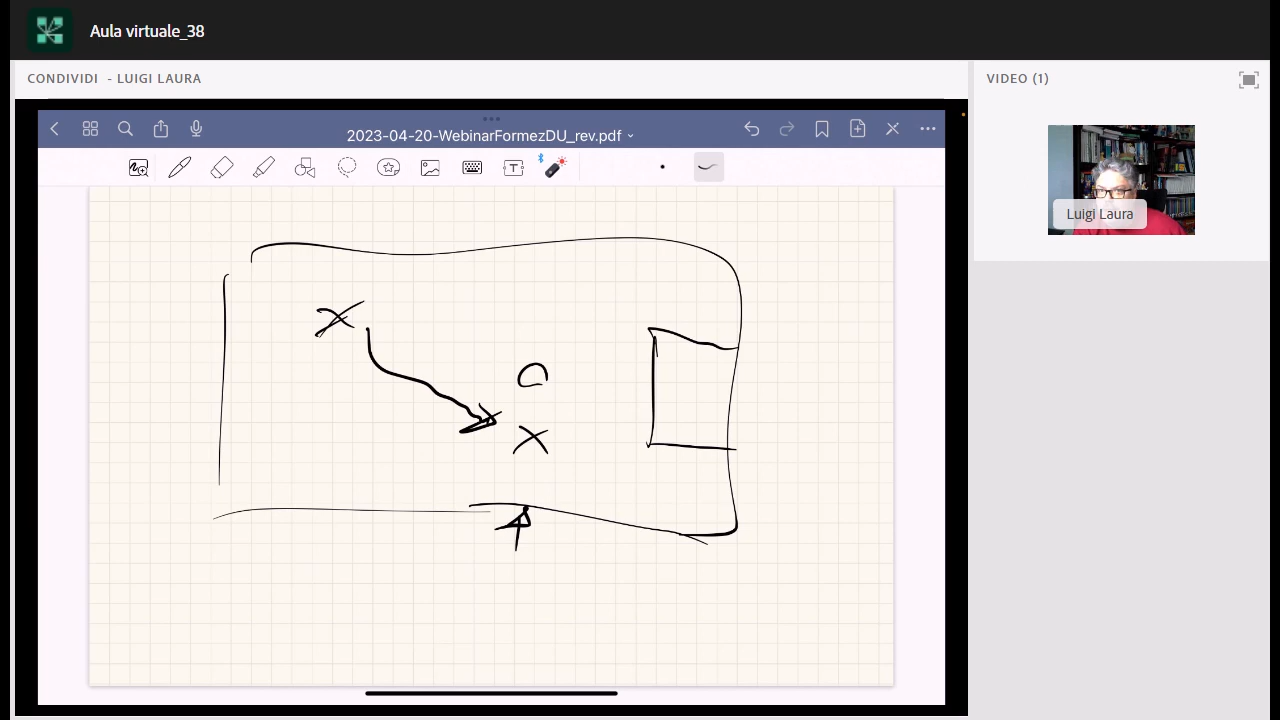 Aula virtuale_38
CONDIVIDI - LUIGI LAURA
VIDEO (1)
2023-04-20-WebinarFormezDU_rev.pdf
T
Luigi Laura
X
X